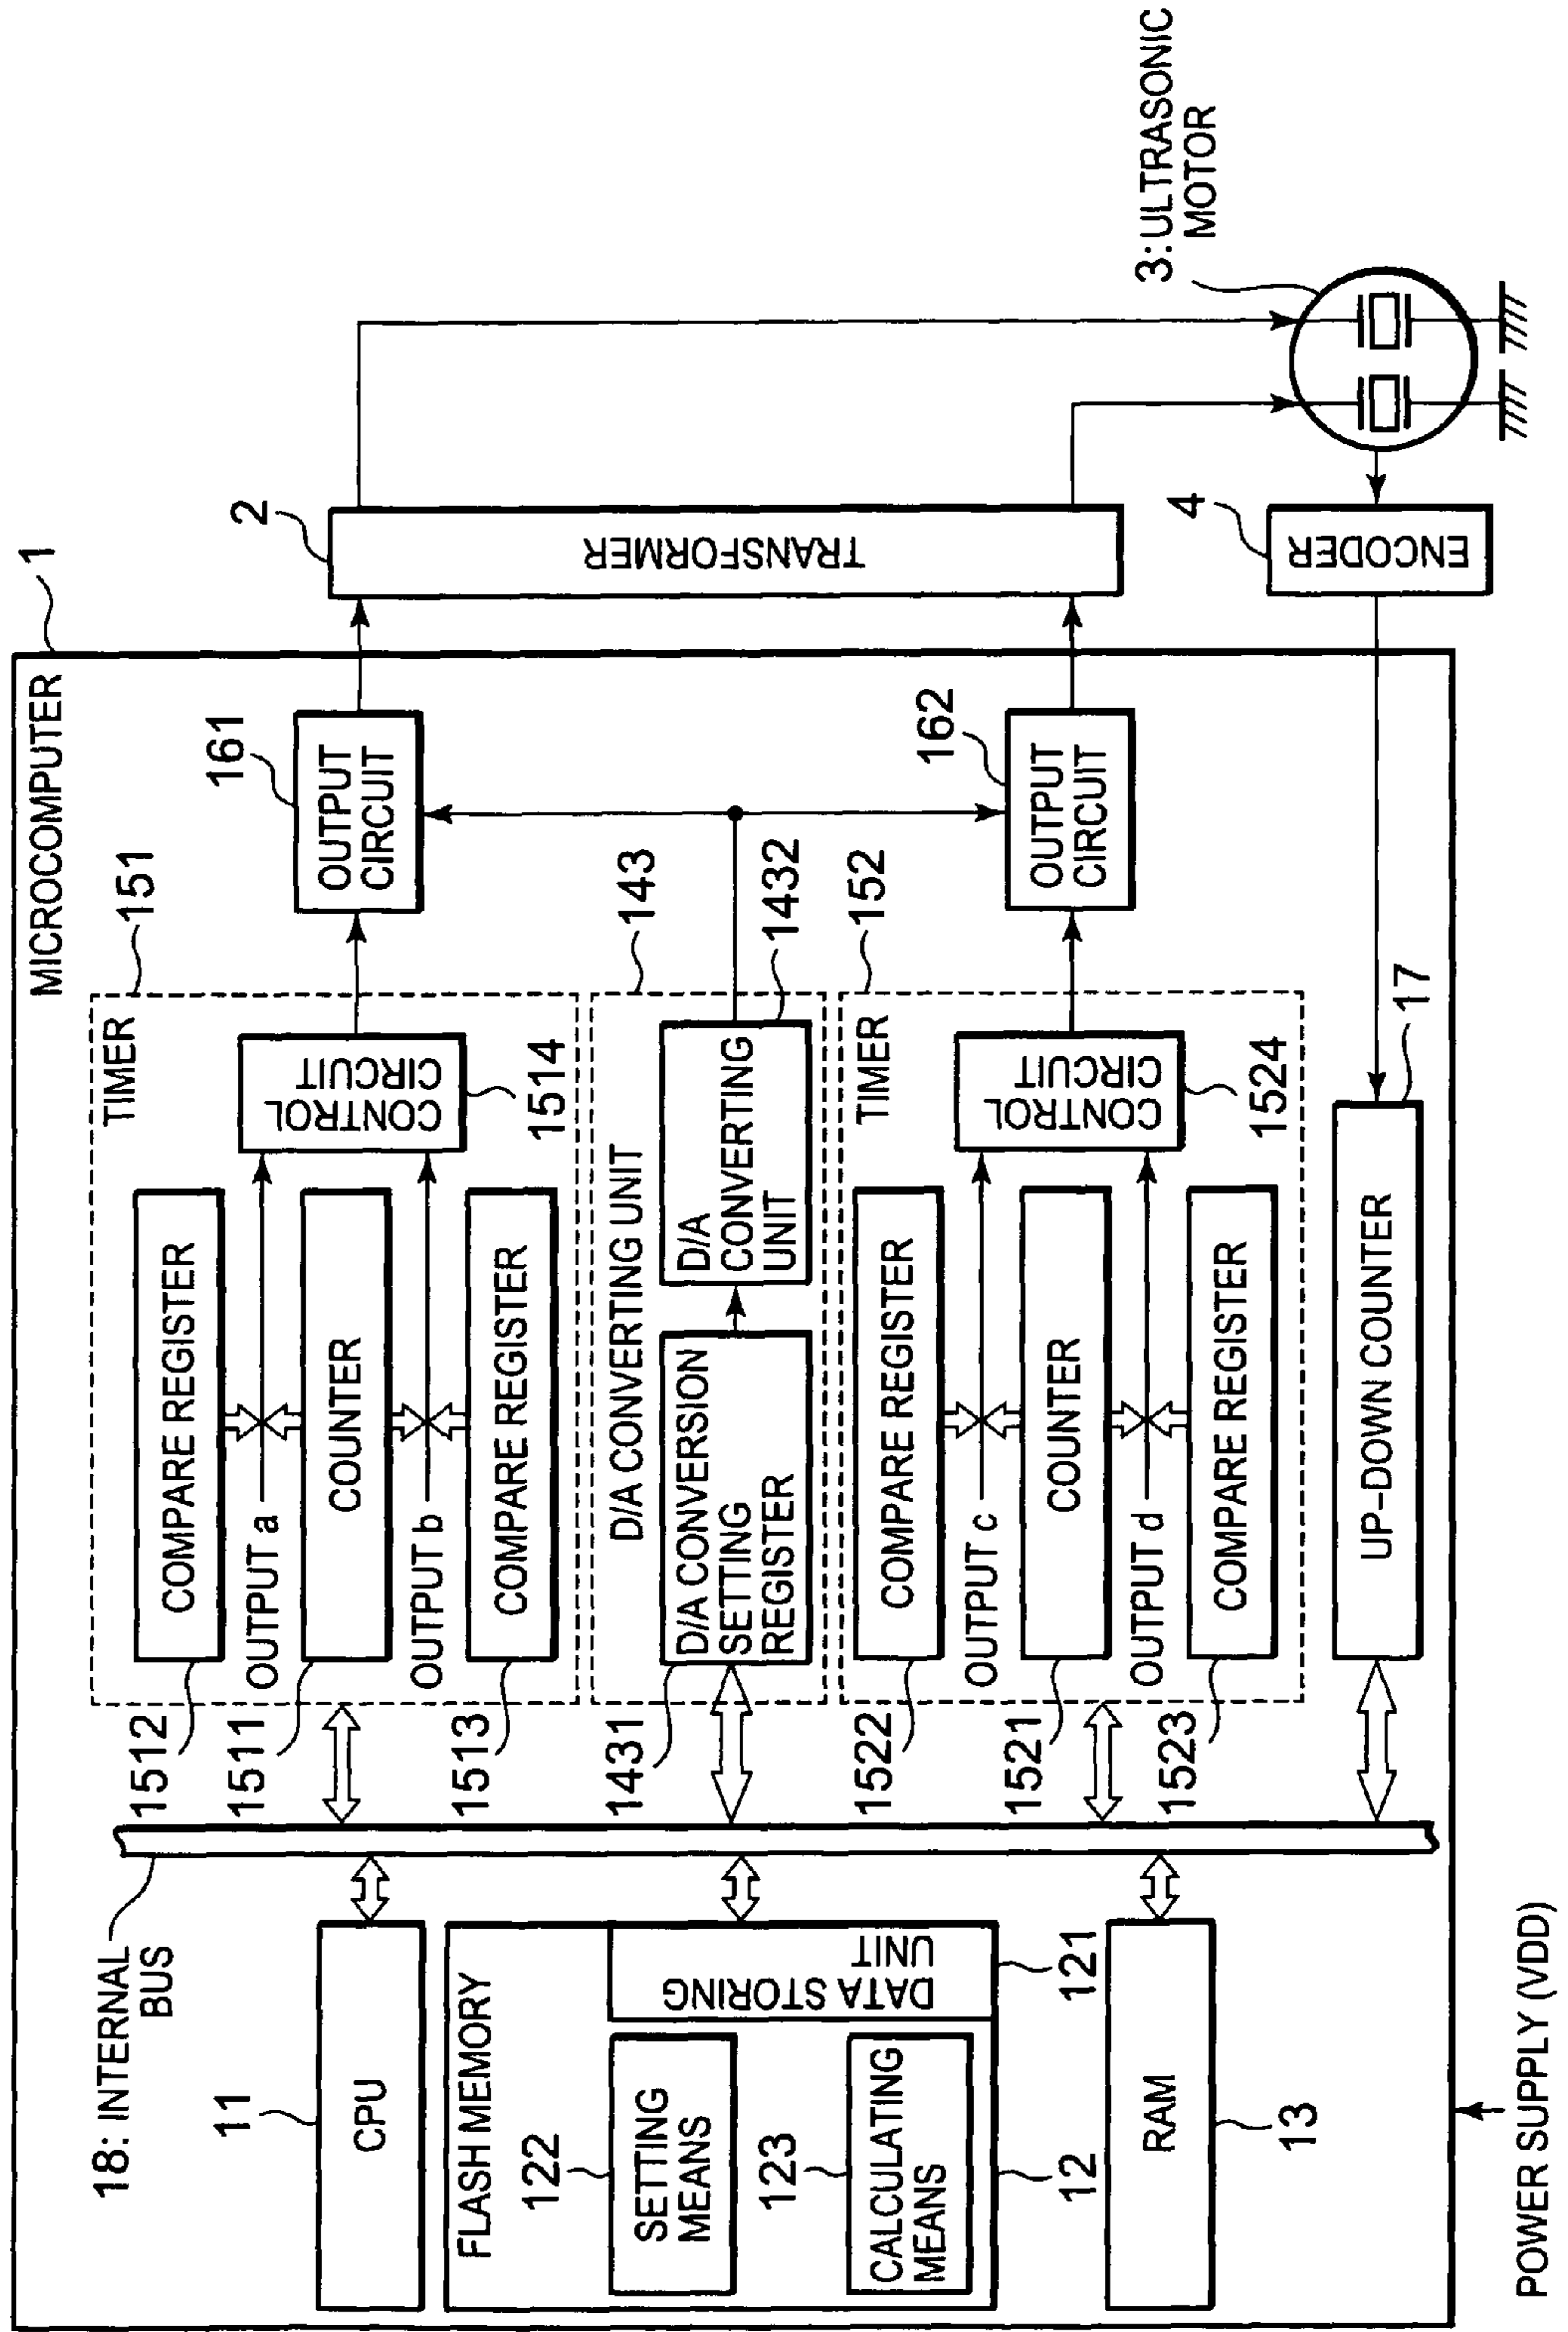 1
MICROCOMPUTER
18: INTERNAL
BUS
11
CPU
FLASH MEMORY
122
SETTING
MEANS
123
CALCULATING
MEANS
DATA STORING
UNIT
121
12
RAM
13
POWER SUPPLY (VDD)
TIMER
151
1512
COMPARE REGISTER
OUTPUT a
1511
COUNTER
OUTPUT b
1513
COMPARE REGISTER
CONTROL
CIRCUIT
1514
161
OUTPUT
CIRCUIT
D/A CONVERTING UNIT
143
1431
D/A CONVERSION
SETTING
REGISTER
D/A
CONVERTING
UNIT
1432
TIMER
152
1522
COMPARE REGISTER
OUTPUT c
1521
COUNTER
OUTPUT d
1523
COMPARE REGISTER
CONTROL
CIRCUIT
1524
162
OUTPUT
CIRCUIT
UP-DOWN COUNTER
17
2
TRANSFORMER
3: ULTRASONIC
MOTOR
4
ENCODER